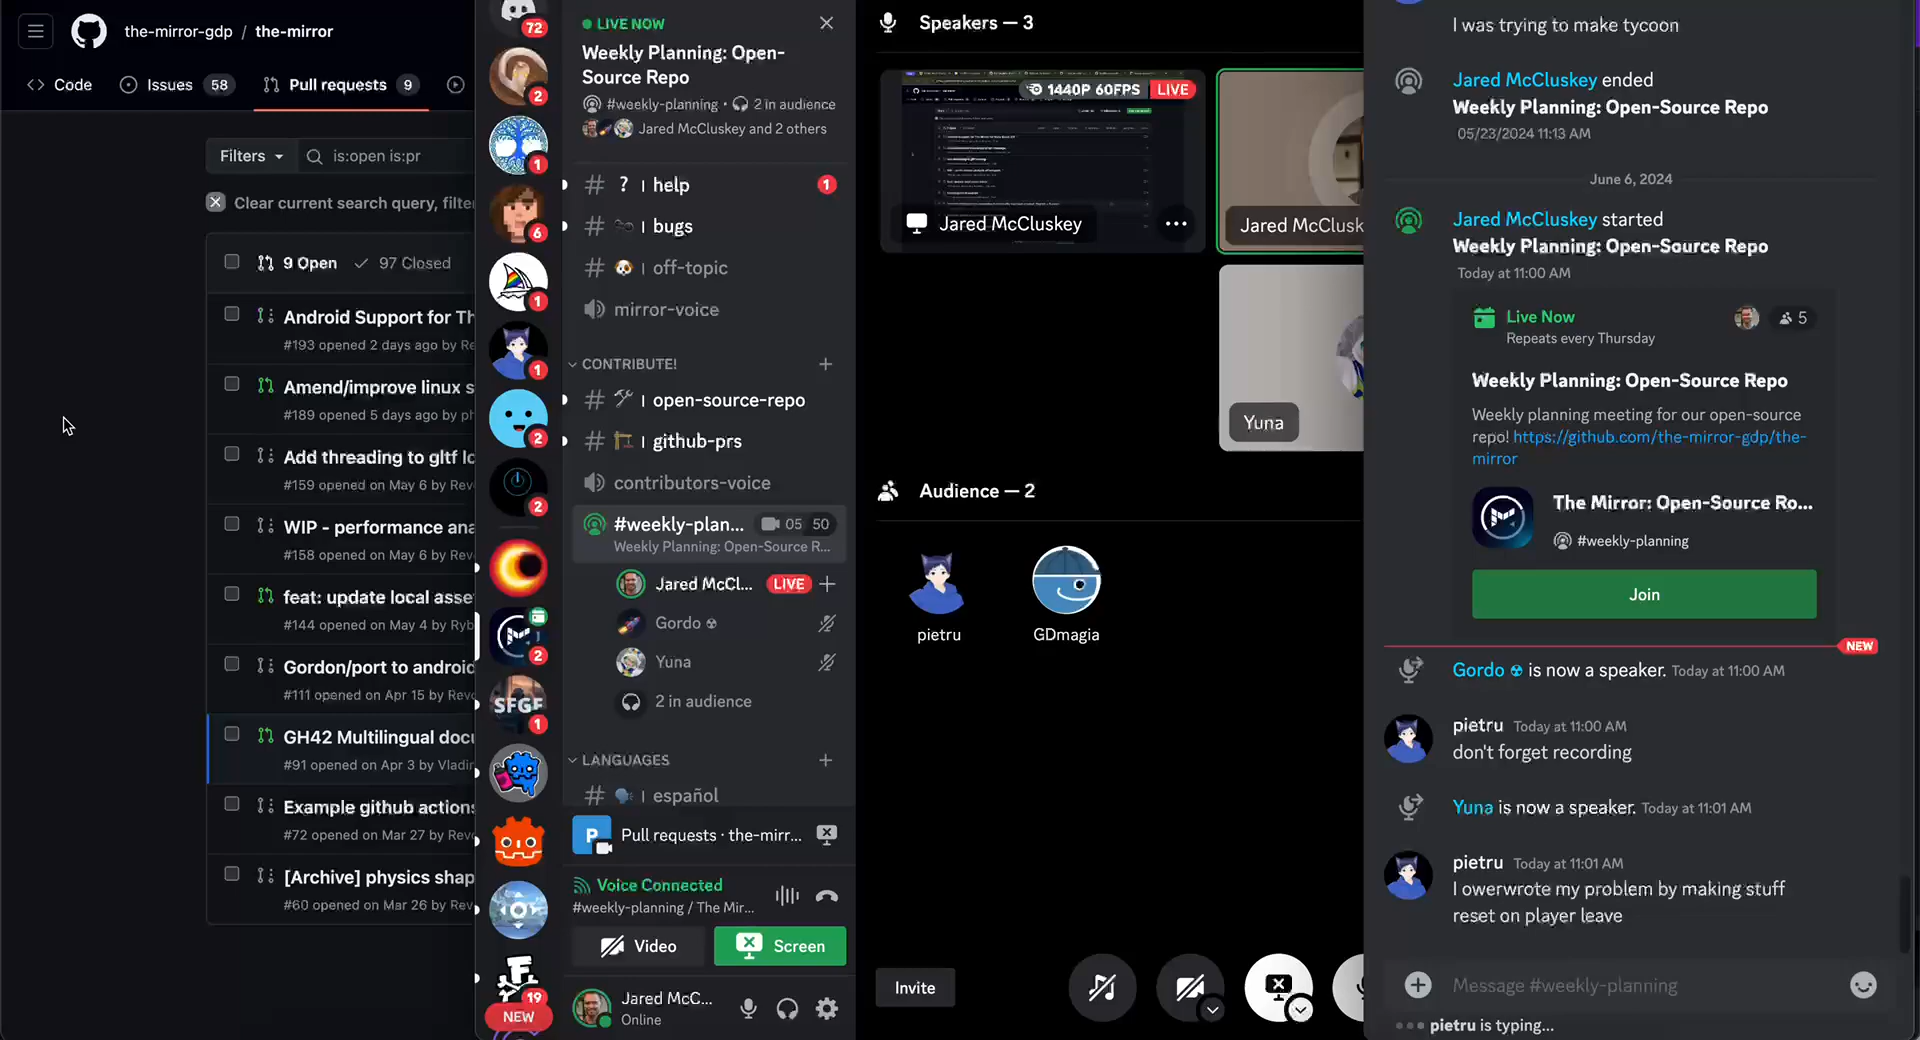 the-mirror-gdp / the-mirror
Code
Issues 58
Pull requests 9
Filters
is:open is:pr
Clear current search query, filte
9 Open
97 Closed
Android Support for Th
#193 opened 2 days ago by Re
Amend/improve linux s
#189 opened 5 days ago by ph
Add threading to gltf lo
#159 opened on May 6 by Rev
WIP - performance ana
#158 opened on May 6 by Rev
feat: update local asse
#144 opened on May 4 by Ryb
Gordon/port to android
#111 opened on Apr 15 by Revo
GH42 Multilingual docu
#91 opened on Apr 3 by Vladir
Example github actions
#72 opened on Mar 27 by Reve
[Archive] physics shap
#60 opened on Mar 26 by Rev
72
2
1
6
1
1
2
2
2
SFGF
1
19
NEW
LIVE NOW
Weekly Planning: Open-
Source Repo
#weekly-planning • 2 in audience
Jared McCluskey and 2 others
# ? | help 1
# | bugs
# | off-topic
mirror-voice
CONTRIBUTE!
# | open-source-repo
# | github-prs
contributors-voice
#weekly-plan... 05 50
Weekly Planning: Open-Source R...
Jared McCl... LIVE
Gordo
Yuna
2 in audience
LANGUAGES
# | español
P Pull requests · the-mirr...
Voice Connected
#weekly-planning / The Mir...
Video
Screen
Jared McC...
Online
Speakers — 3
1440P 60FPS LIVE
Jared McCluskey
Jared McClusk
Yuna
Audience — 2
pietru
GDmagia
Invite
I was trying to make tycoon
Jared McCluskey ended
Weekly Planning: Open-Source Repo
05/23/2024 11:13 AM
June 6, 2024
Jared McCluskey started
Weekly Planning: Open-Source Repo
Today at 11:00 AM
Live Now
5
Repeats every Thursday
Weekly Planning: Open-Source Repo
Weekly planning meeting for our open-source
repo! https://github.com/the-mirror-gdp/the-
mirror
The Mirror: Open-Source Ro...
#weekly-planning
Join
NEW
Gordo is now a speaker. Today at 11:00 AM
pietru Today at 11:00 AM
don't forget recording
Yuna is now a speaker. Today at 11:01 AM
pietru Today at 11:01 AM
I owerwrote my problem by making stuff
reset on player leave
Message #weekly-planning
pietru is typing...